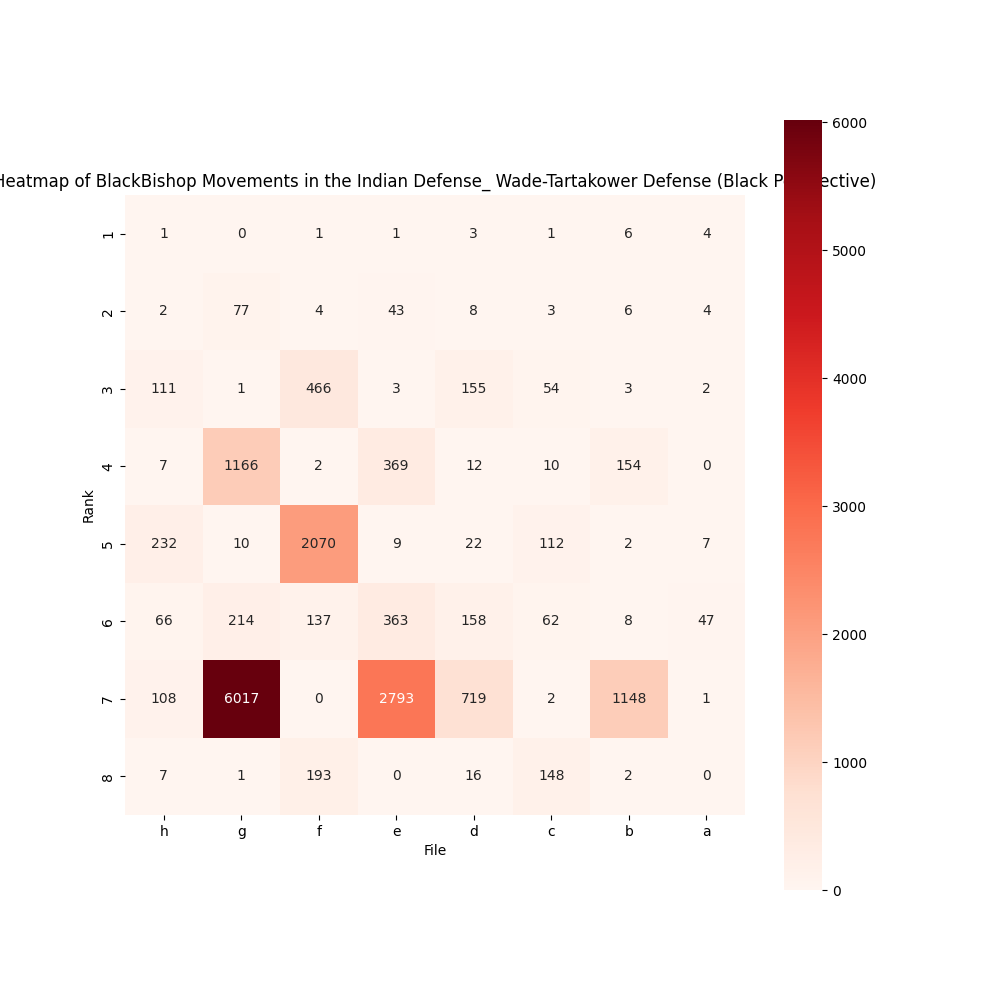 Heatmap of BlackBishop Movements in the Indian Defense_ Wade-Tartakower Defense (Black P ective)
6000
5000
4000
3000
2000
1000
0
Rank
1 1 0 1 1 3 1 6 4
2 2 77 4 43 8 3 6 4
3 111 1 466 3 155 54 3 2
4 7 1166 2 369 12 10 154 0
5 232 10 2070 9 22 112 2 7
6 66 214 137 363 158 62 8 47
7 108 6017 0 2793 719 2 1148 1
8 7 1 193 0 16 148 2 0
h g f e d c b a
File